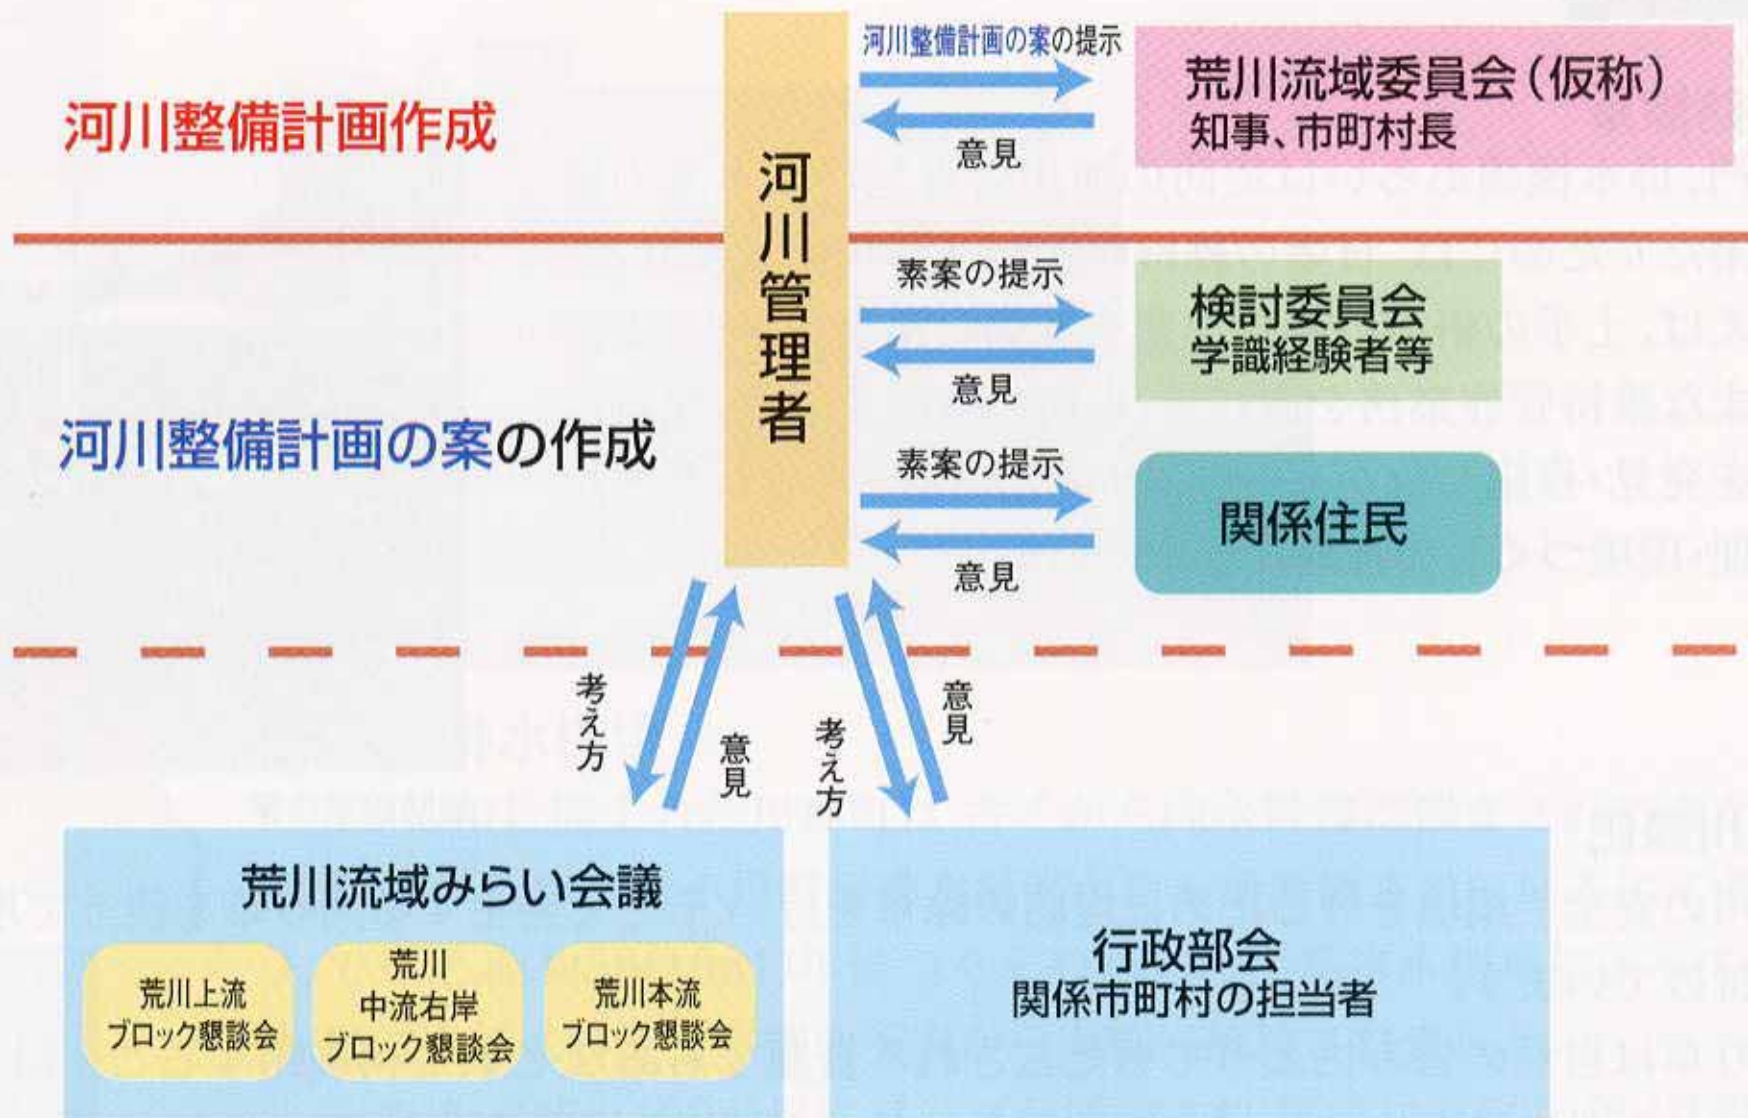 河川整備計画作成
河川管理者
河川整備計画の案の提示
意見
荒川流域委員会（仮称）
知事、市町村長
河川整備計画の案の作成
素案の提示
意見
検討委員会
学識経験者等
素案の提示
意見
関係住民
考え方
意見
考え方
意見
荒川流域みらい会議
荒川上流
ブロック懇談会
荒川
中流右岸
ブロック懇談会
荒川本流
ブロック懇談会
行政部会
関係市町村の担当者